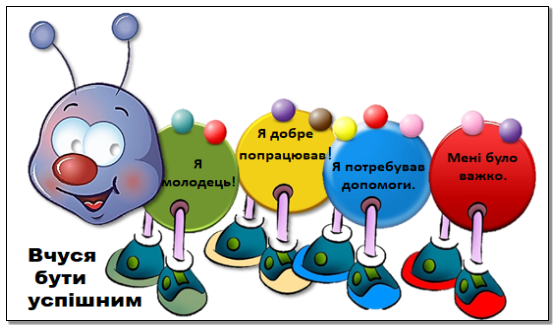 Я
молодець!
Я добре
попрацював!
Я потребував
допомоги.
Мені було
важко.
Вчуся
бути
успішним